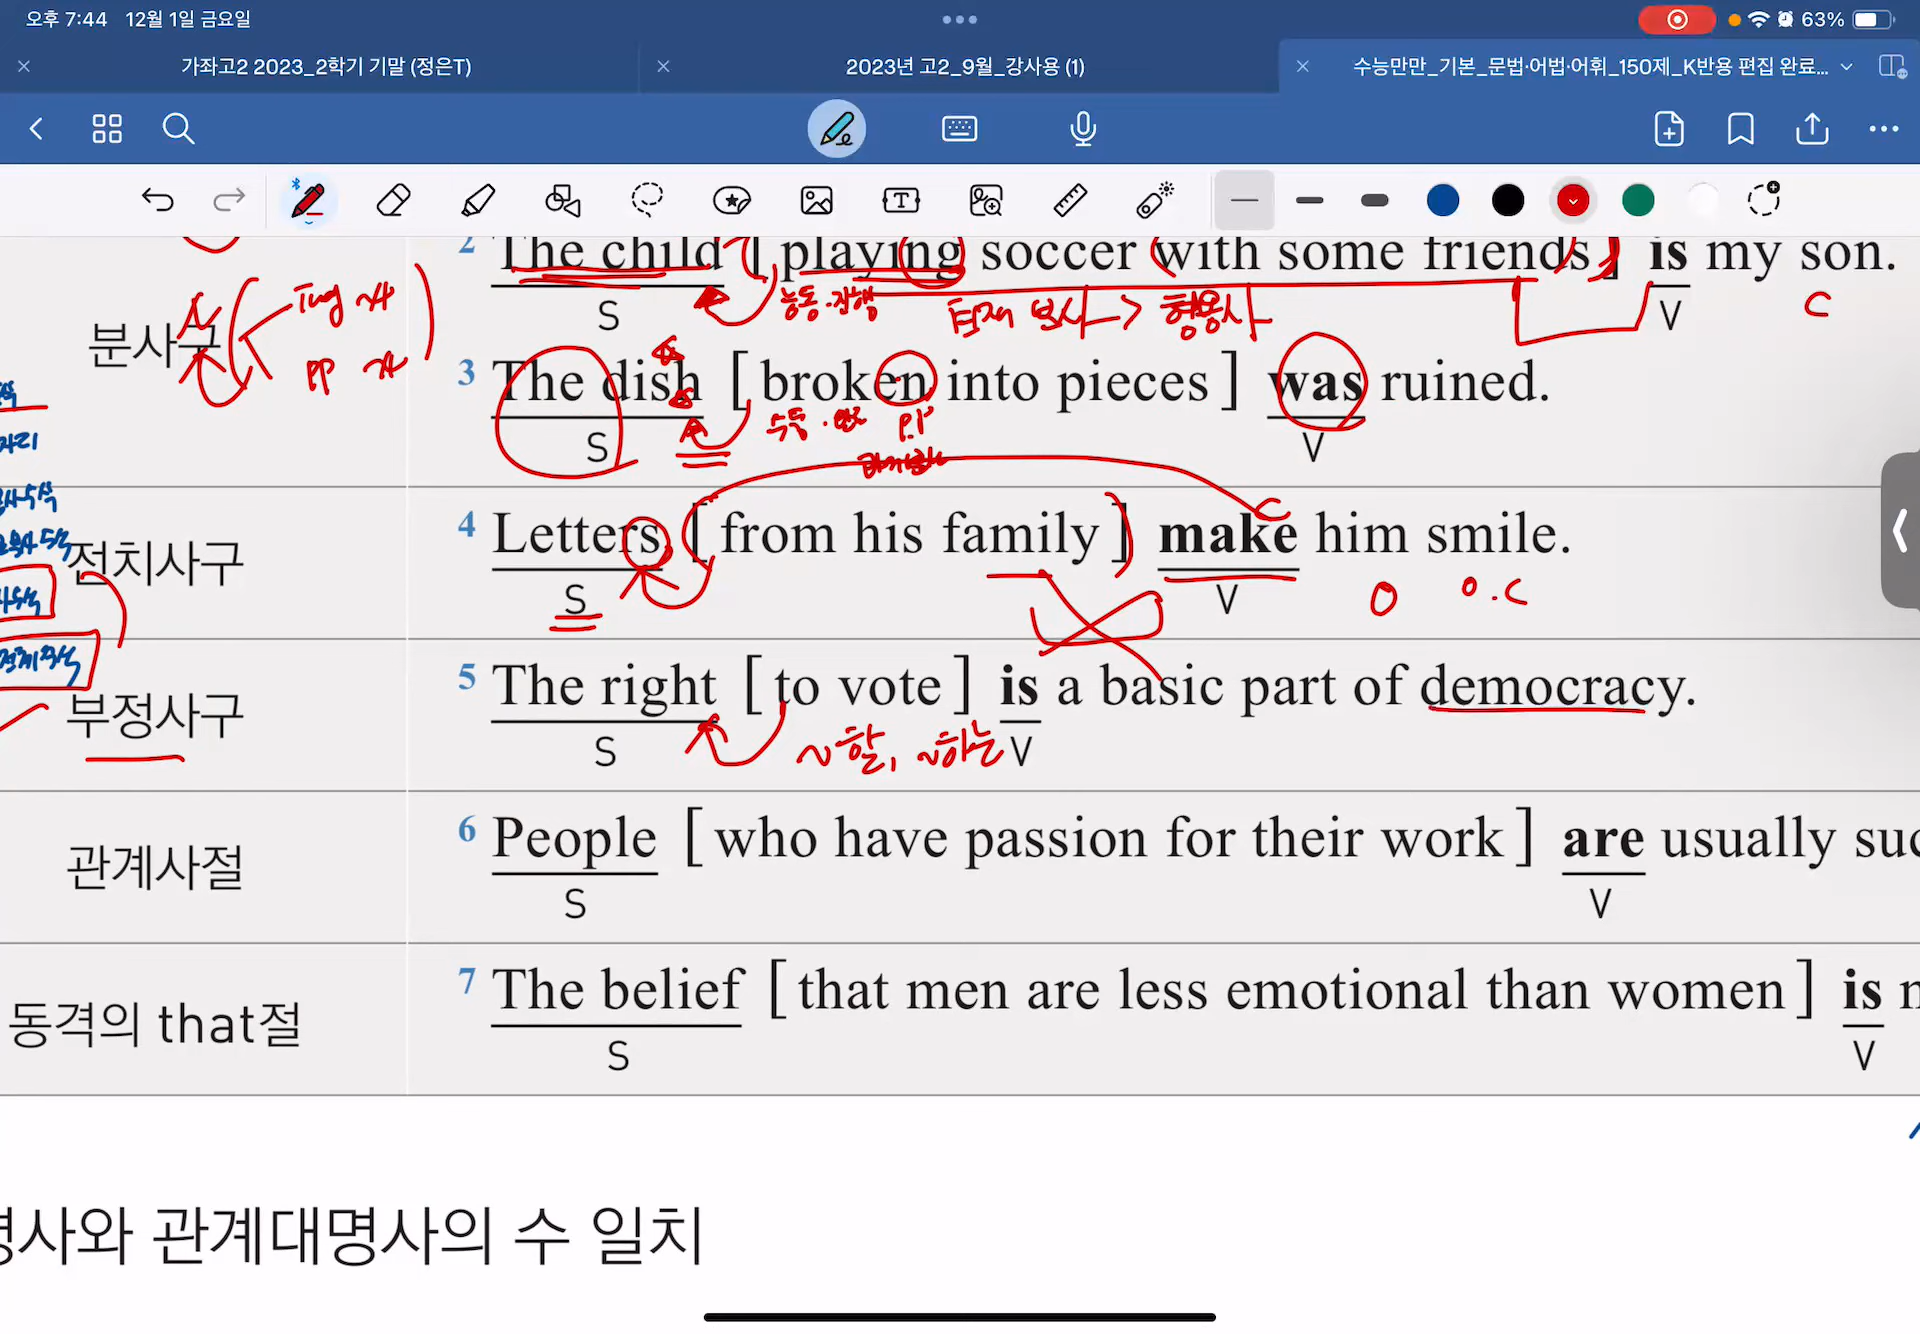 오후 7:44 12월 1일 금요일
63%
가좌고2 2023_2학기 기말 (정은T)
2023년 고2_9월_강사용 (1)
수능만만_기본_문법·어법·어휘_150제_K반용 편집 완료...
2 The child [ playing soccer (with some friends) ] is my son.
능동·진행
S
V
C
분사구
pp
3 The dish [ broken into pieces ] was ruined.
수동·완료
P.P
S
V
전치사구
4 Letters [ from his family ] make him smile.
S
V
O
O.C
부정사구
5 The right [ to vote ] is a basic part of democracy.
S
~할, ~하는
V
관계사절
6 People [ who have passion for their work ] are usually
S
V
동격의 that절
7 The belief [ that men are less emotional than women ] is
S
V
명사와 관계대명사의 수 일치